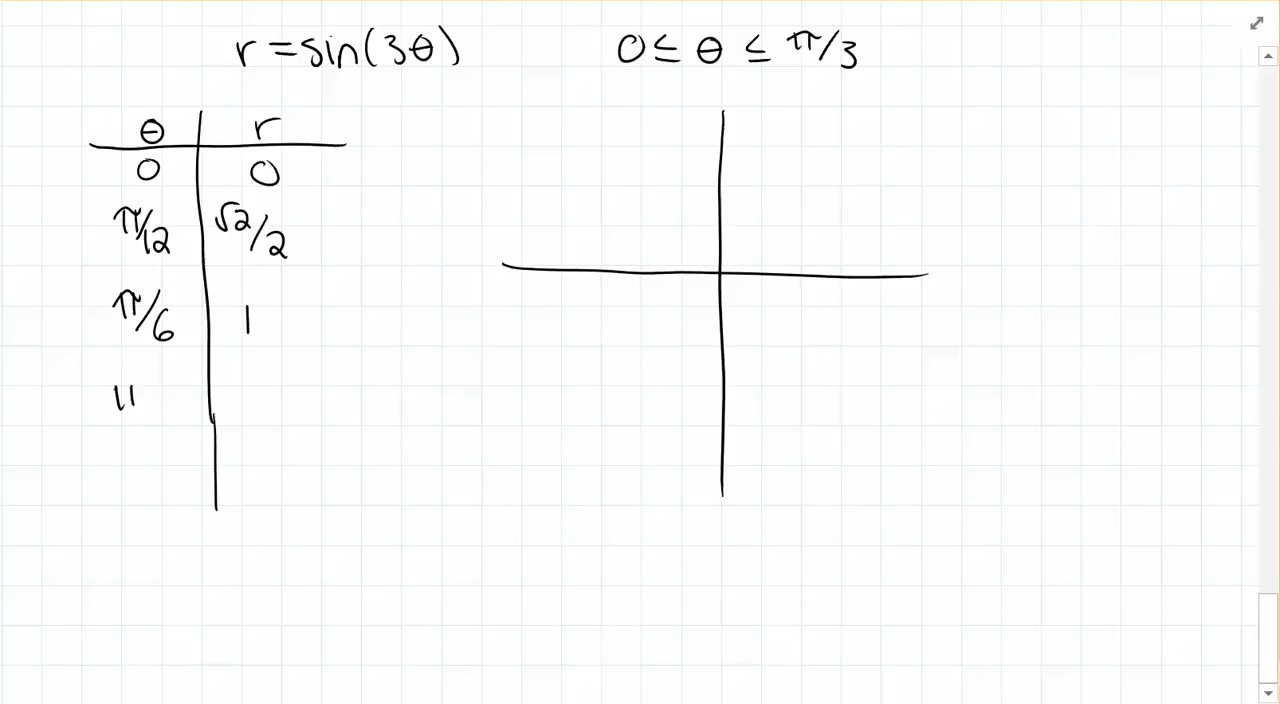 r = sin(3θ) 0 ≤ θ ≤ π/3
θ r
0 0
π/12 √2/2
π/6 1